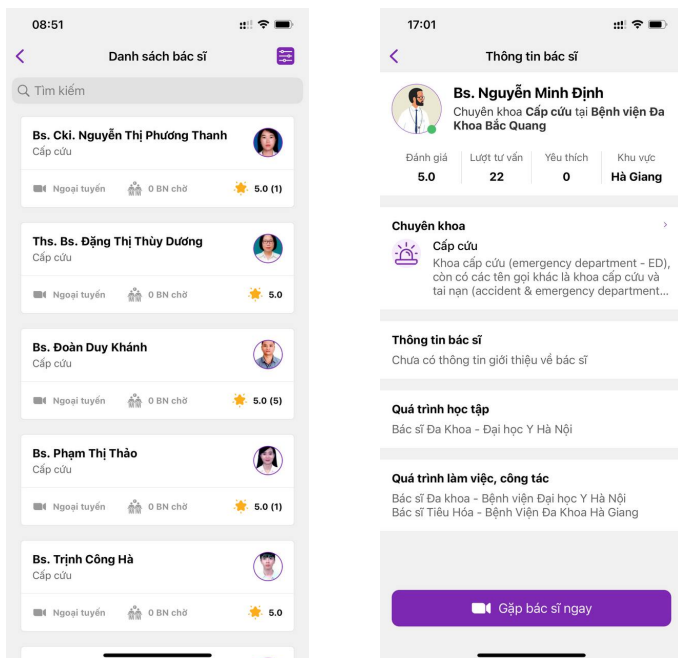 08:51
Danh sách bác sĩ
Tìm kiếm
Bs. Cki. Nguyễn Thị Phương Thanh
Cấp cứu
Ngoại tuyến 0 BN chờ 5.0 (1)
Ths. Bs. Đặng Thị Thùy Dương
Cấp cứu
Ngoại tuyến 0 BN chờ 5.0
Bs. Đoàn Duy Khánh
Cấp cứu
Ngoại tuyến 0 BN chờ 5.0 (5)
Bs. Phạm Thị Thảo
Cấp cứu
Ngoại tuyến 0 BN chờ 5.0 (1)
Bs. Trịnh Công Hà
Cấp cứu
Ngoại tuyến 0 BN chờ 5.0
17:01
Thông tin bác sĩ
Bs. Nguyễn Minh Định
Chuyên khoa Cấp cứu tại Bệnh viện Đa
Khoa Bắc Quang
Đánh giá Lượt tư vấn Yêu thích Khu vực
5.0 22 0 Hà Giang
Chuyên khoa
Cấp cứu
Khoa cấp cứu (emergency department - ED),
còn có các tên gọi khác là khoa cấp cứu và
tai nạn (accident & emergency department...
Thông tin bác sĩ
Chưa có thông tin giới thiệu về bác sĩ
Quá trình học tập
Bác sĩ Đa Khoa - Đại học Y Hà Nội
Quá trình làm việc, công tác
Bác sĩ Đa khoa - Bệnh viện Đại học Y Hà Nội
Bác sĩ Tiêu Hóa - Bệnh Viện Đa Khoa Hà Giang
Gặp bác sĩ ngay